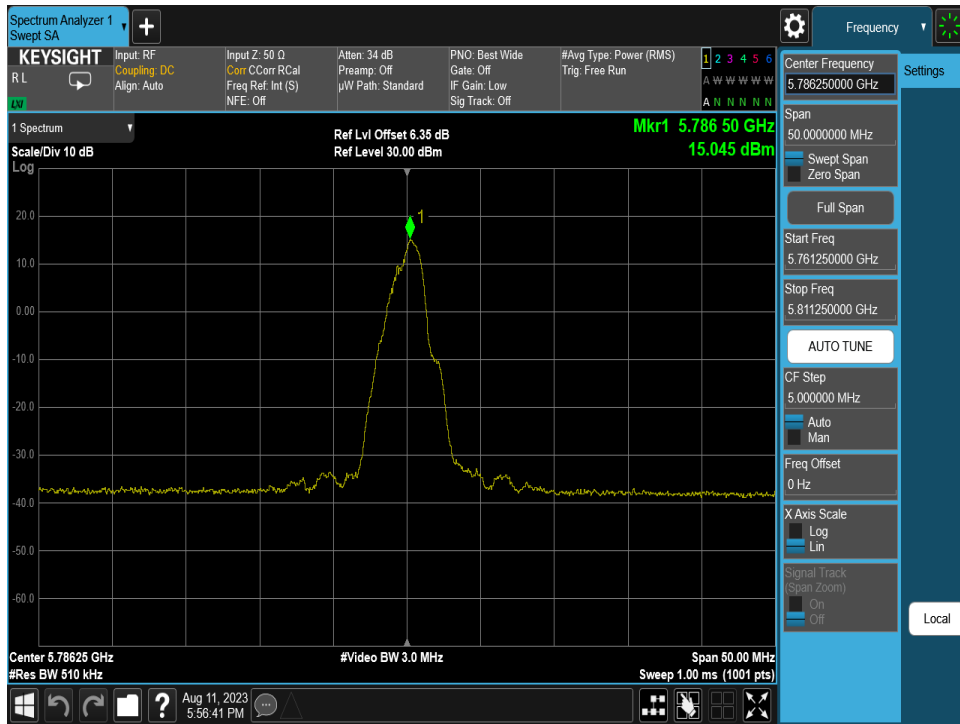 Spectrum Analyzer 1
Swept SA
+
Frequency
KEYSIGHT
R L
LXI
Input: RF
Coupling: DC
Align: Auto
Input Z: 50 Ω
Corr CCorr RCal
Freq Ref: Int (S)
NFE: Off
Atten: 34 dB
Preamp: Off
µW Path: Standard
PNO: Best Wide
Gate: Off
IF Gain: Low
Sig Track: Off
#Avg Type: Power (RMS)
Trig: Free Run
1 2 3 4 5 6
A W W W W W
A N N N N N
1 Spectrum
Scale/Div 10 dB
Log
Ref Lvl Offset 6.35 dB
Ref Level 30.00 dBm
Mkr1 5.786 50 GHz
15.045 dBm
1
20.0
10.0
0.00
-10.0
-20.0
-30.0
-40.0
-50.0
-60.0
Center 5.78625 GHz
#Res BW 510 kHz
#Video BW 3.0 MHz
Span 50.00 MHz
Sweep 1.00 ms (1001 pts)
Center Frequency
5.786250000 GHz
Settings
Span
50.0000000 MHz
Swept Span
Zero Span
Full Span
Start Freq
5.761250000 GHz
Stop Freq
5.811250000 GHz
AUTO TUNE
CF Step
5.000000 MHz
Auto
Man
Freq Offset
0 Hz
X Axis Scale
Log
Lin
Signal Track
(Span Zoom)
On
Off
Local
?
Aug 11, 2023
5:56:41 PM